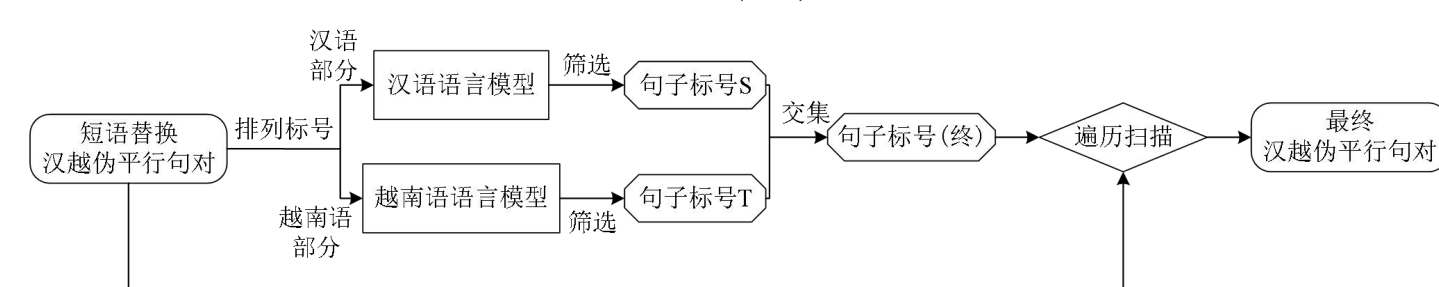 短语替换
汉越伪平行句对
排列标号
汉语
部分
汉语语言模型
筛选
句子标号S
越南语
部分
越南语语言模型
筛选
句子标号T
交集
句子标号(终)
遍历扫描
最终
汉越伪平行句对